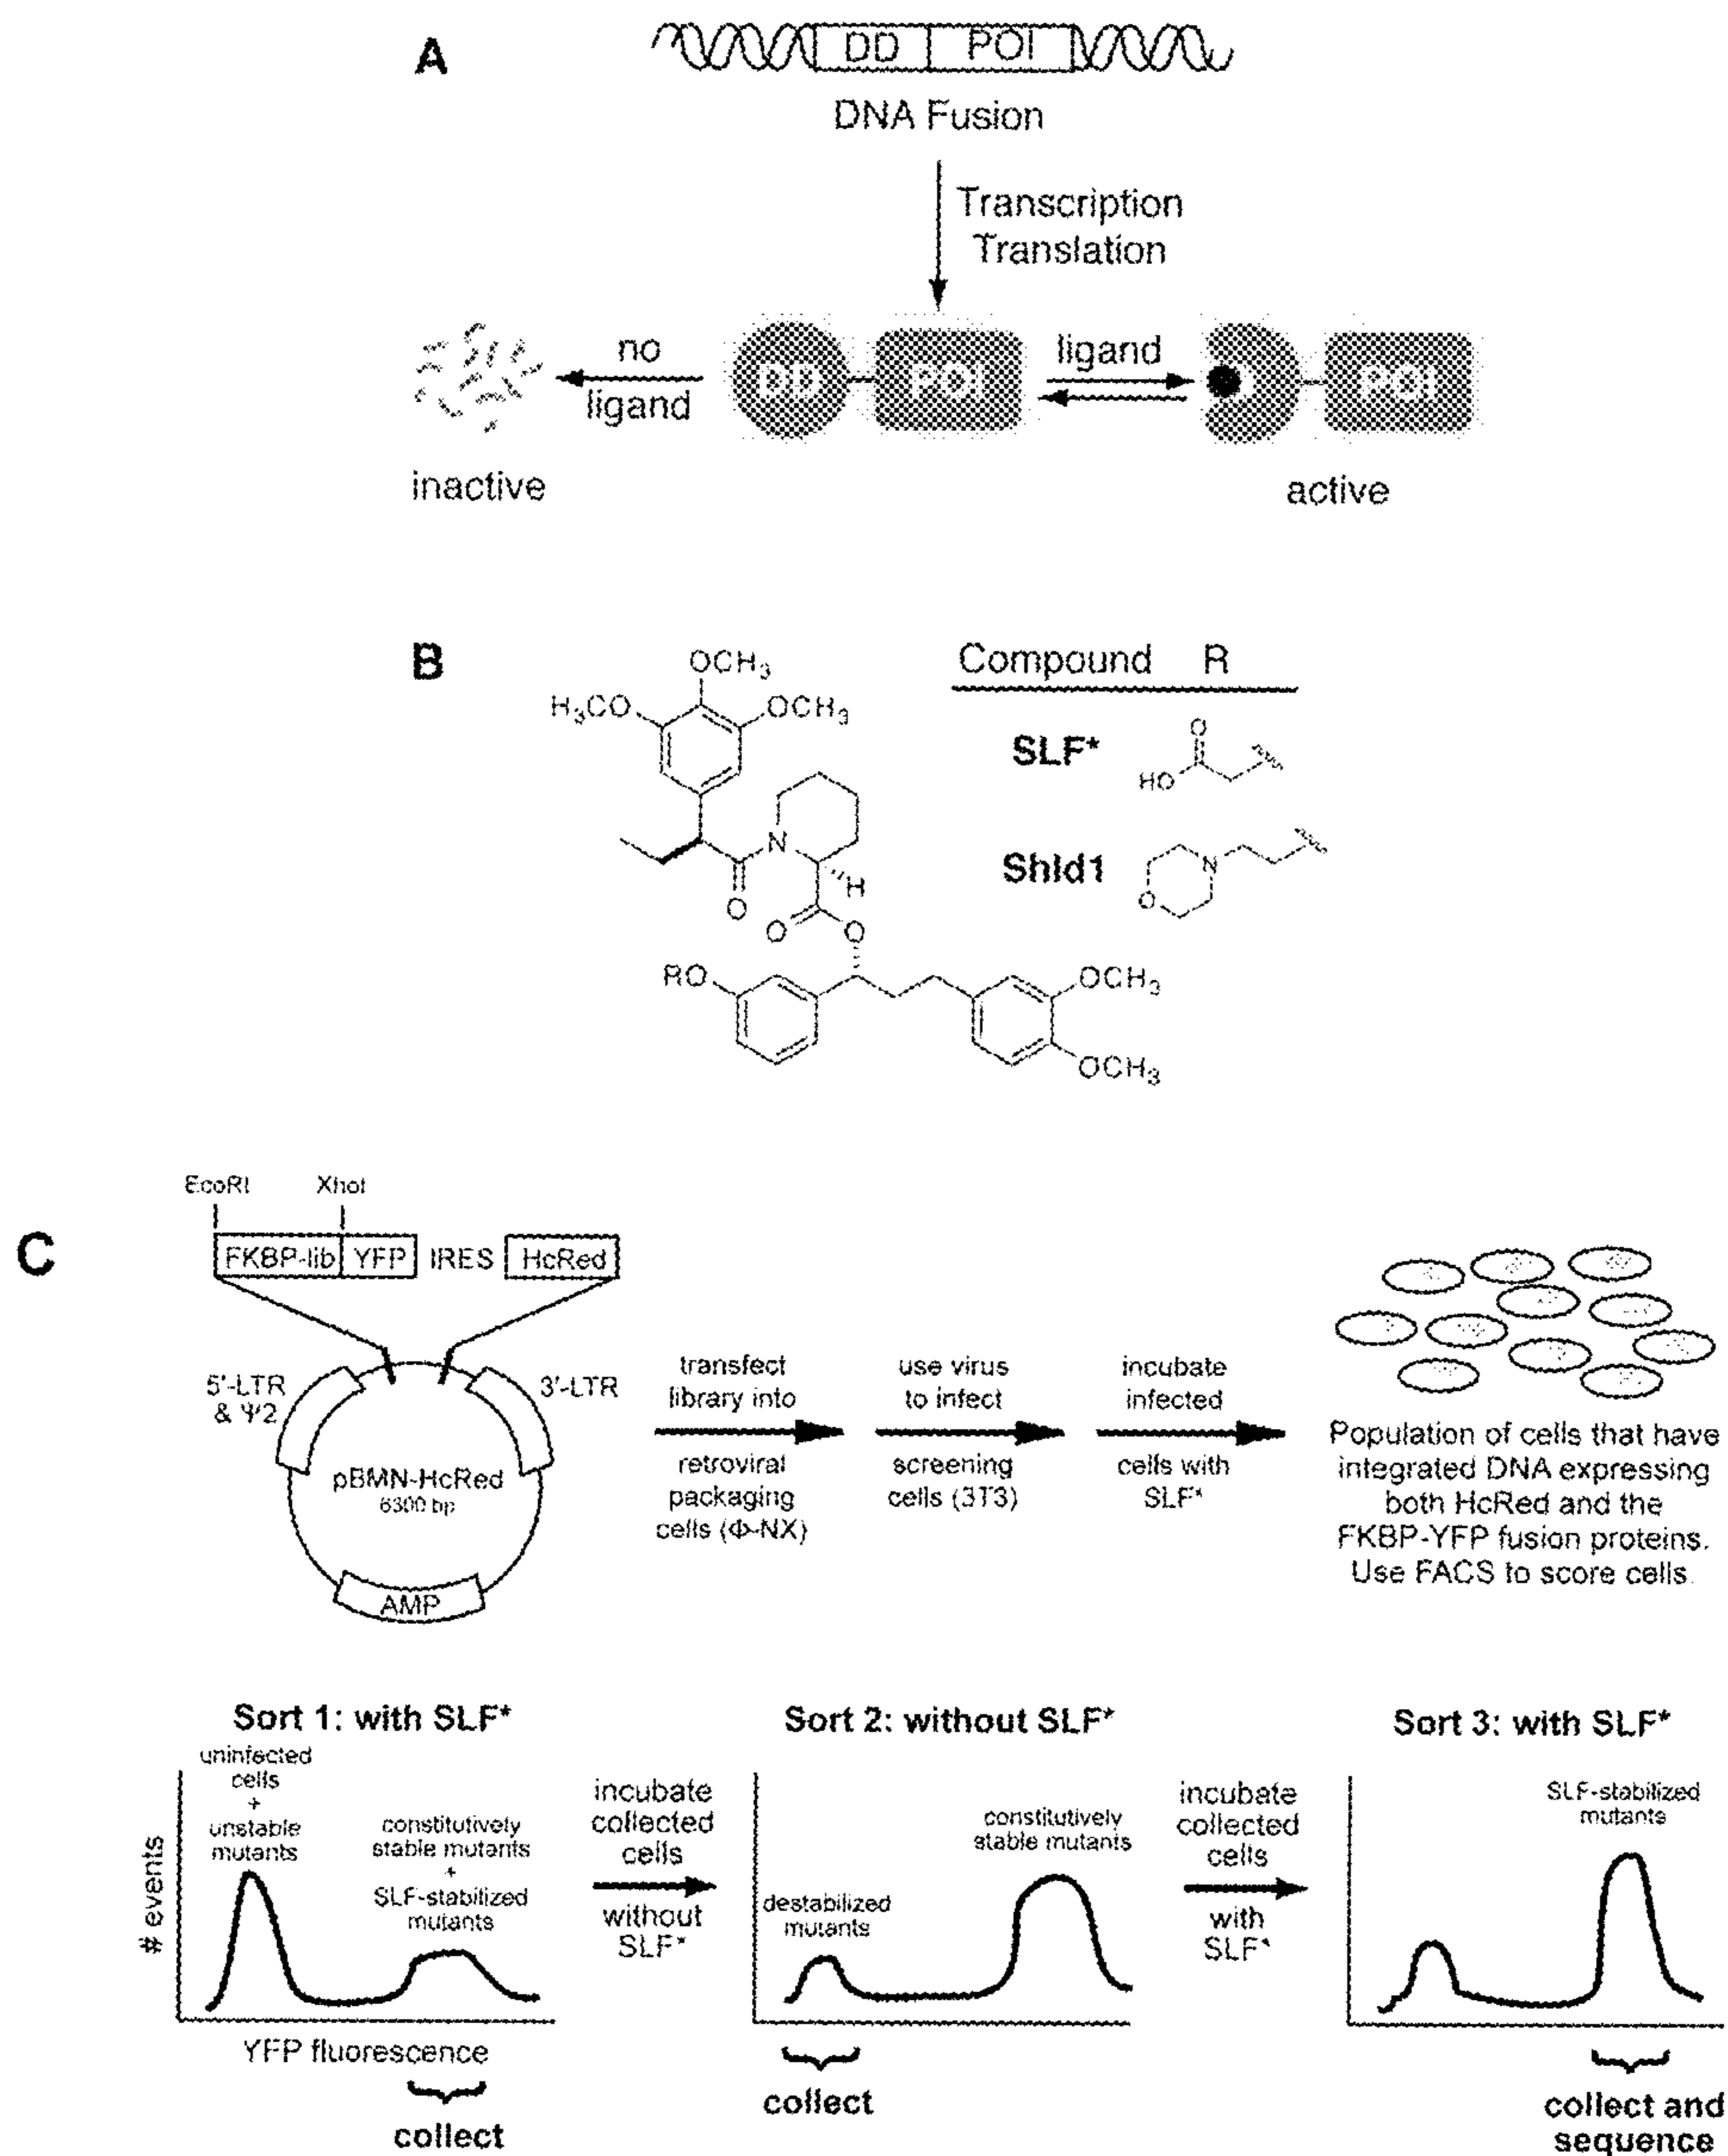 A
DD POI
DNA Fusion
Transcription
Translation
no
ligand
DD POI
ligand
POI
inactive
active
B
Compound R
SLF*
Shld1
OCH3
H3CO
OCH3
N
H
O
O
O
RO
OCH3
OCH3
O
HO
N
O
C
EcoRI XhoI
FKBP-lib YFP IRES HcRed
5'-LTR
& Ψ2
3'-LTR
pBMN-HcRed
6300 bp
AMP
transfect
library into
retroviral
packaging
cells (Φ-NX)
use virus
to infect
screening
cells (3T3)
incubate
infected
cells with
SLF*
Population of cells that have
integrated DNA expressing
both HcRed and the
FKBP-YFP fusion proteins.
Use FACS to score cells.
Sort 1: with SLF*
uninfected
cells
+
unstable
mutants
constitutively
stable mutants
+
SLF-stabilized
mutants
# events
YFP fluorescence
collect
incubate
collected
cells
without
SLF*
Sort 2: without SLF*
destabilized
mutants
constitutively
stable mutants
collect
incubate
collected
cells
with
SLF*
Sort 3: with SLF*
SLF-stabilized
mutants
collect and
sequence